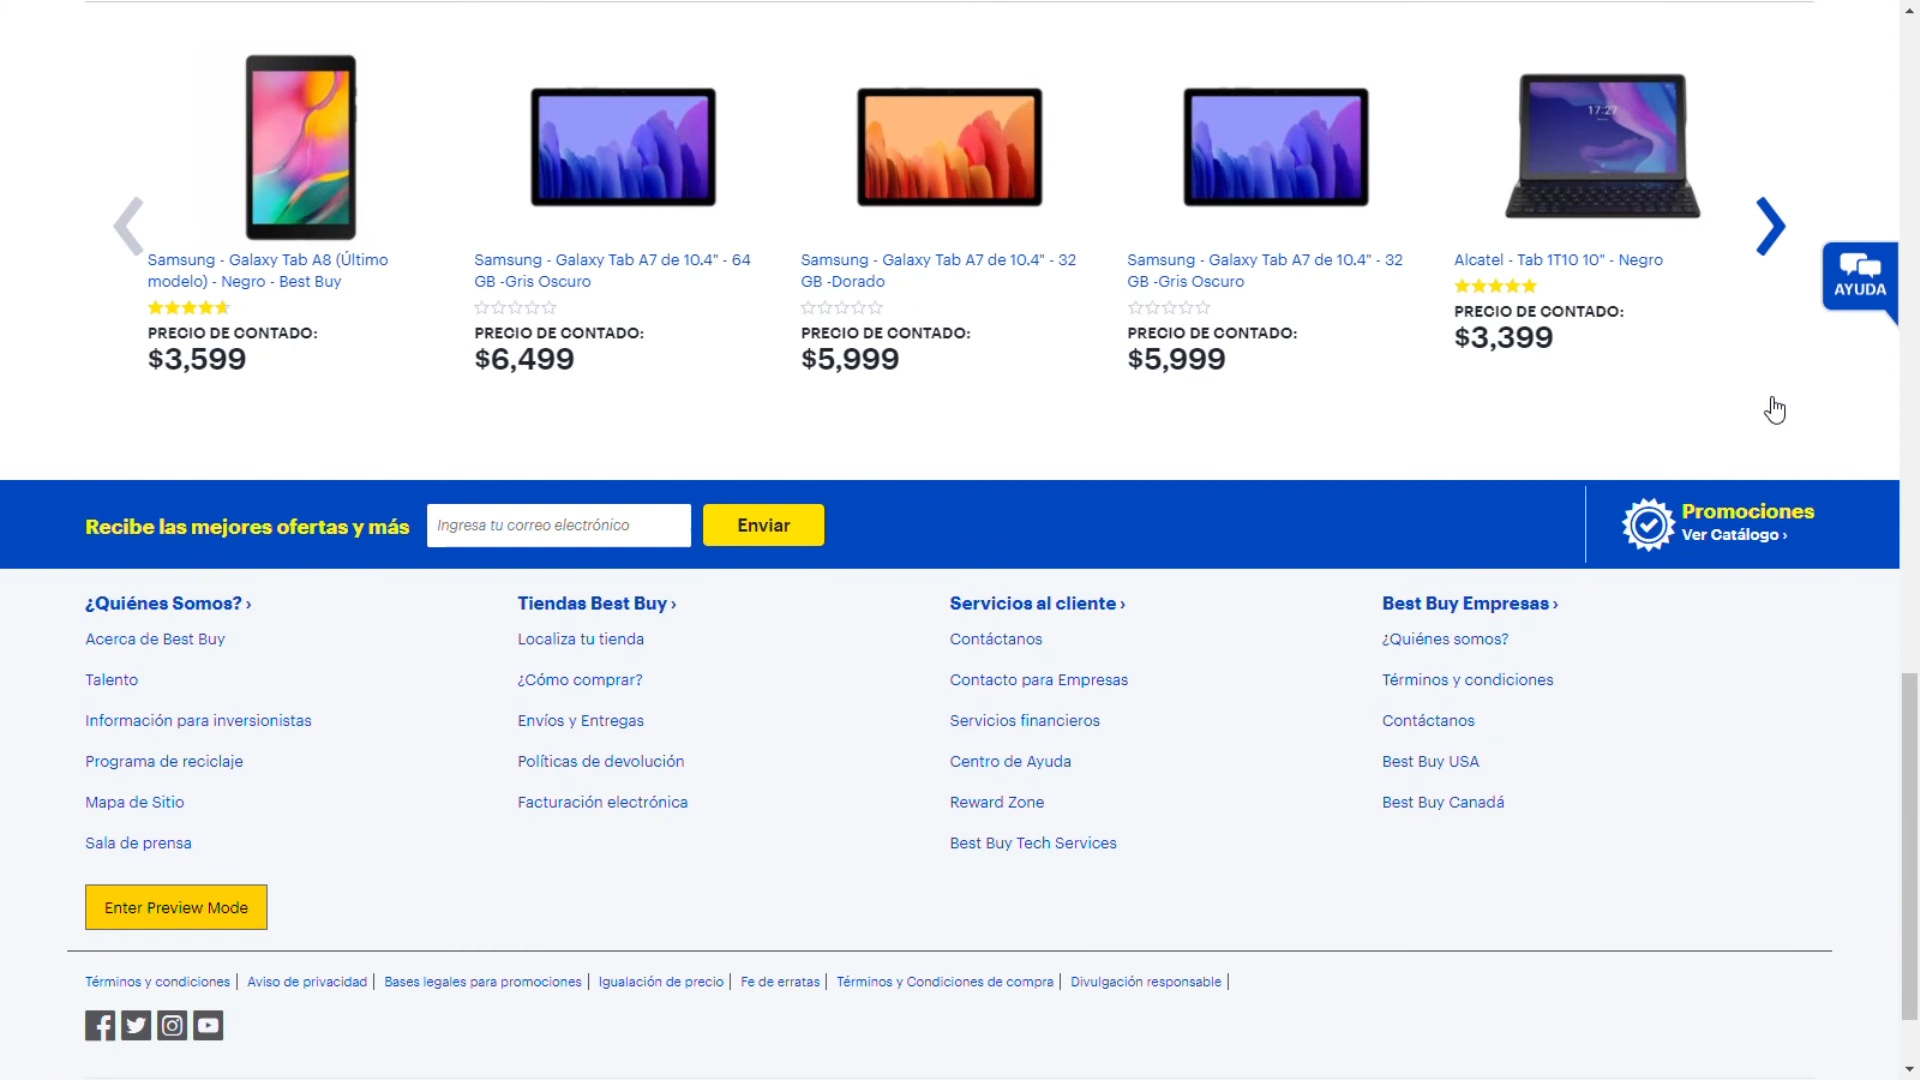 17:27
Samsung - Galaxy Tab A8 (Último
modelo) - Negro - Best Buy
PRECIO DE CONTADO:
$3,599
Samsung - Galaxy Tab A7 de 10.4" - 64
GB -Gris Oscuro
PRECIO DE CONTADO:
$6,499
Samsung - Galaxy Tab A7 de 10.4" - 32
GB -Dorado
PRECIO DE CONTADO:
$5,999
Samsung - Galaxy Tab A7 de 10.4" - 32
GB -Gris Oscuro
PRECIO DE CONTADO:
$5,999
Alcatel - Tab 1T10 10" - Negro
PRECIO DE CONTADO:
$3,399
AYUDA
Recibe las mejores ofertas y más
Ingresa tu correo electrónico
Enviar
Promociones
Ver Catálogo ›
¿Quiénes Somos? ›
Acerca de Best Buy
Talento
Información para inversionistas
Programa de reciclaje
Mapa de Sitio
Sala de prensa
Tiendas Best Buy ›
Localiza tu tienda
¿Cómo comprar?
Envíos y Entregas
Políticas de devolución
Facturación electrónica
Servicios al cliente ›
Contáctanos
Contacto para Empresas
Servicios financieros
Centro de Ayuda
Reward Zone
Best Buy Tech Services
Best Buy Empresas ›
¿Quiénes somos?
Términos y condiciones
Contáctanos
Best Buy USA
Best Buy Canadá
Enter Preview Mode
Términos y condiciones | Aviso de privacidad | Bases legales para promociones | Igualación de precio | Fe de erratas | Términos y Condiciones de compra | Divulgación responsable |